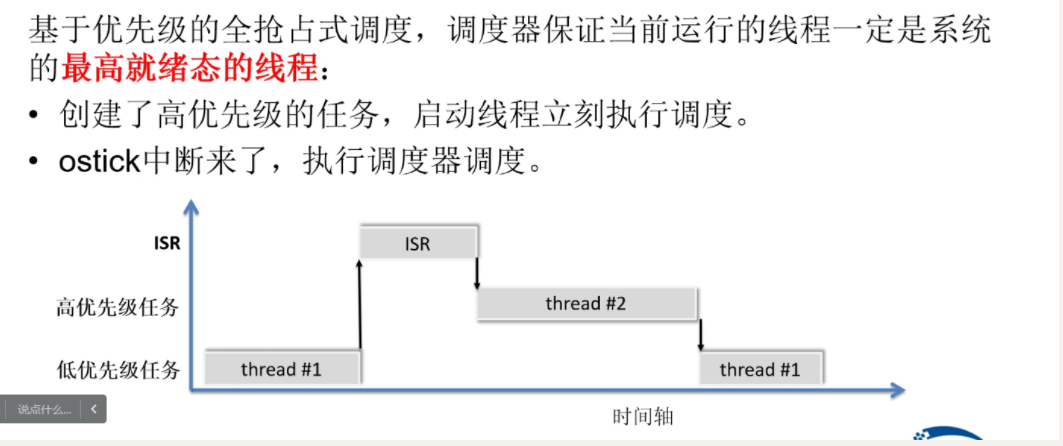 基于优先级的全抢占式调度，调度器保证当前运行的线程一定是系统
的最高就绪态的线程：
• 创建了高优先级的任务，启动线程立刻执行调度。
• ostick中断来了，执行调度器调度。
ISR
ISR
高优先级任务
thread #2
低优先级任务
thread #1
thread #1
说点什么...
时间轴